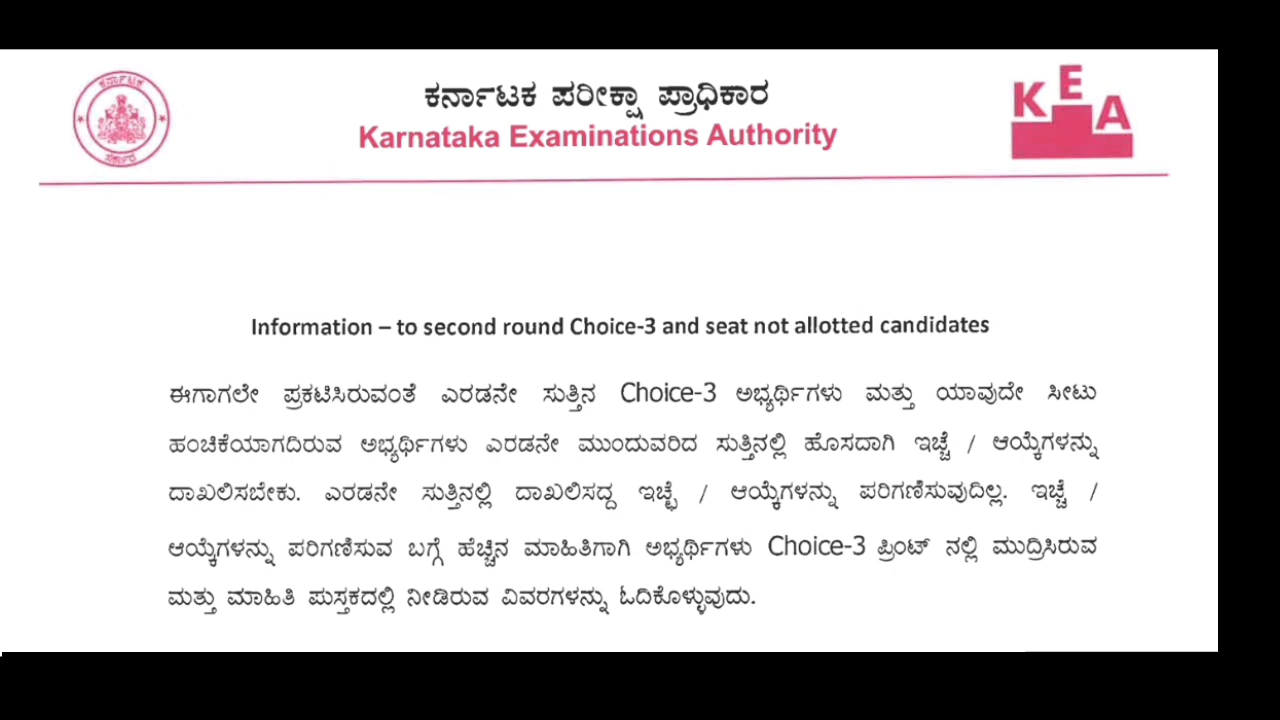 ಕರ್ನಾಟಕ
ಸರ್ಕಾರ
ಕರ್ನಾಟಕ ಪರೀಕ್ಷಾ ಪ್ರಾಧಿಕಾರ
Karnataka Examinations Authority
KEA
Information – to second round Choice-3 and seat not allotted candidates
ಈಗಾಗಲೇ ಪ್ರಕಟಿಸಿರುವಂತೆ ಎರಡನೇ ಸುತ್ತಿನ Choice-3 ಅಭ್ಯರ್ಥಿಗಳು ಮತ್ತು ಯಾವುದೇ ಸೀಟು
ಹಂಚಿಕೆಯಾಗದಿರುವ ಅಭ್ಯರ್ಥಿಗಳು ಎರಡನೇ ಮುಂದುವರಿದ ಸುತ್ತಿನಲ್ಲಿ ಹೊಸದಾಗಿ ಇಚ್ಚೆ / ಆಯ್ಕೆಗಳನ್ನು
ದಾಖಲಿಸಬೇಕು. ಎರಡನೇ ಸುತ್ತಿನಲ್ಲಿ ದಾಖಲಿಸಿದ್ದ ಇಚ್ಛೆ / ಆಯ್ಕೆಗಳನ್ನು ಪರಿಗಣಿಸುವುದಿಲ್ಲ. ಇಚ್ಚೆ /
ಆಯ್ಕೆಗಳನ್ನು ಪರಿಗಣಿಸುವ ಬಗ್ಗೆ ಹೆಚ್ಚಿನ ಮಾಹಿತಿಗಾಗಿ ಅಭ್ಯರ್ಥಿಗಳು Choice-3 ಪ್ರಿಂಟ್ ನಲ್ಲಿ ಮುದ್ರಿಸಿರುವ
ಮತ್ತು ಮಾಹಿತಿ ಪುಸ್ತಕದಲ್ಲಿ ನೀಡಿರುವ ವಿವರಗಳನ್ನು ಓದಿಕೊಳ್ಳುವುದು.